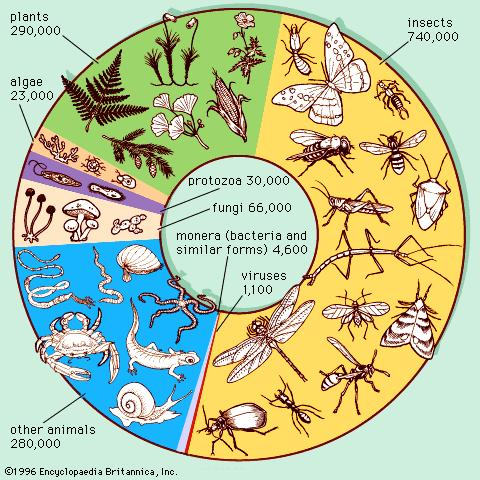 plants
290,000
insects
740,000
algae
23,000
protozoa 30,000
fungi 66,000
monera (bacteria and
similar forms) 4,600
viruses
1,100
other animals
280,000
©1996 Encyclopaedia Britannica, Inc.